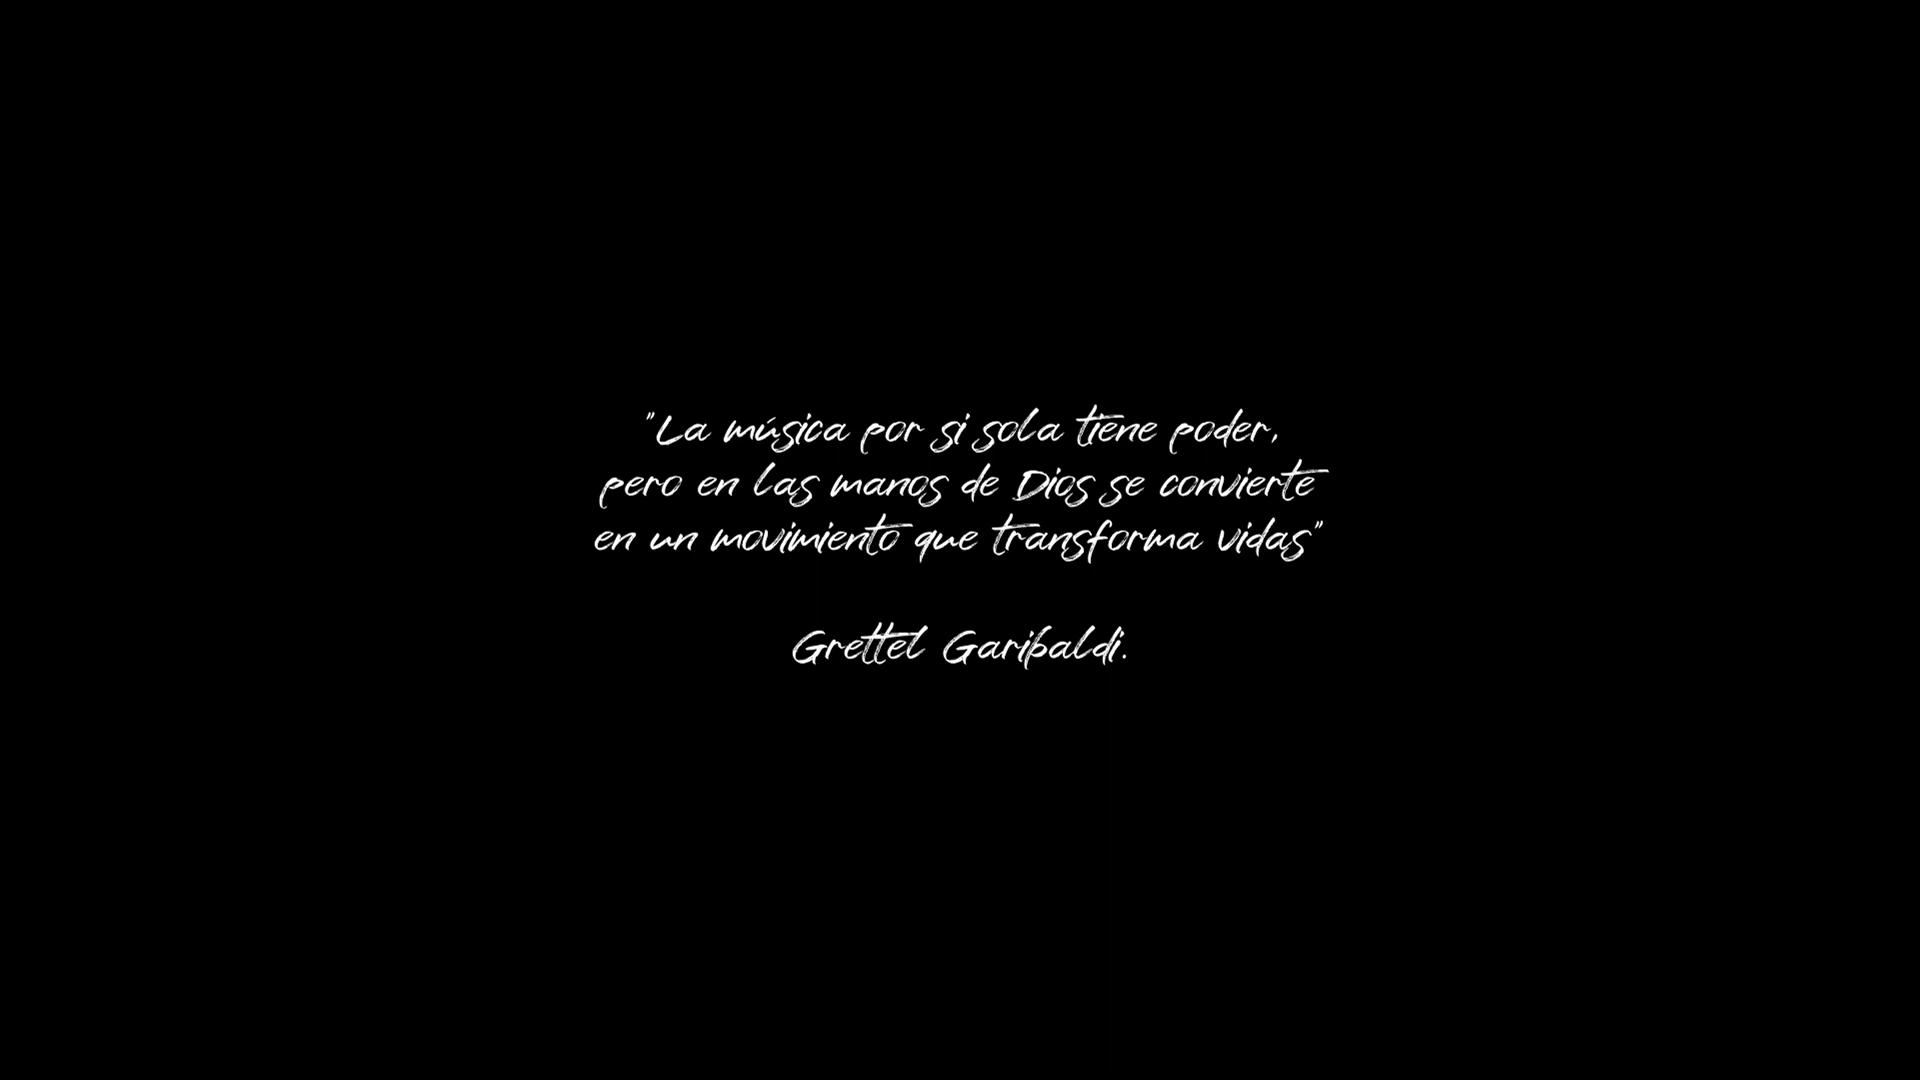 "La música por si sola tiene poder,
pero en las manos de Dios se convierte
en un movimiento que transforma vidas"
Grettel Garibaldi.